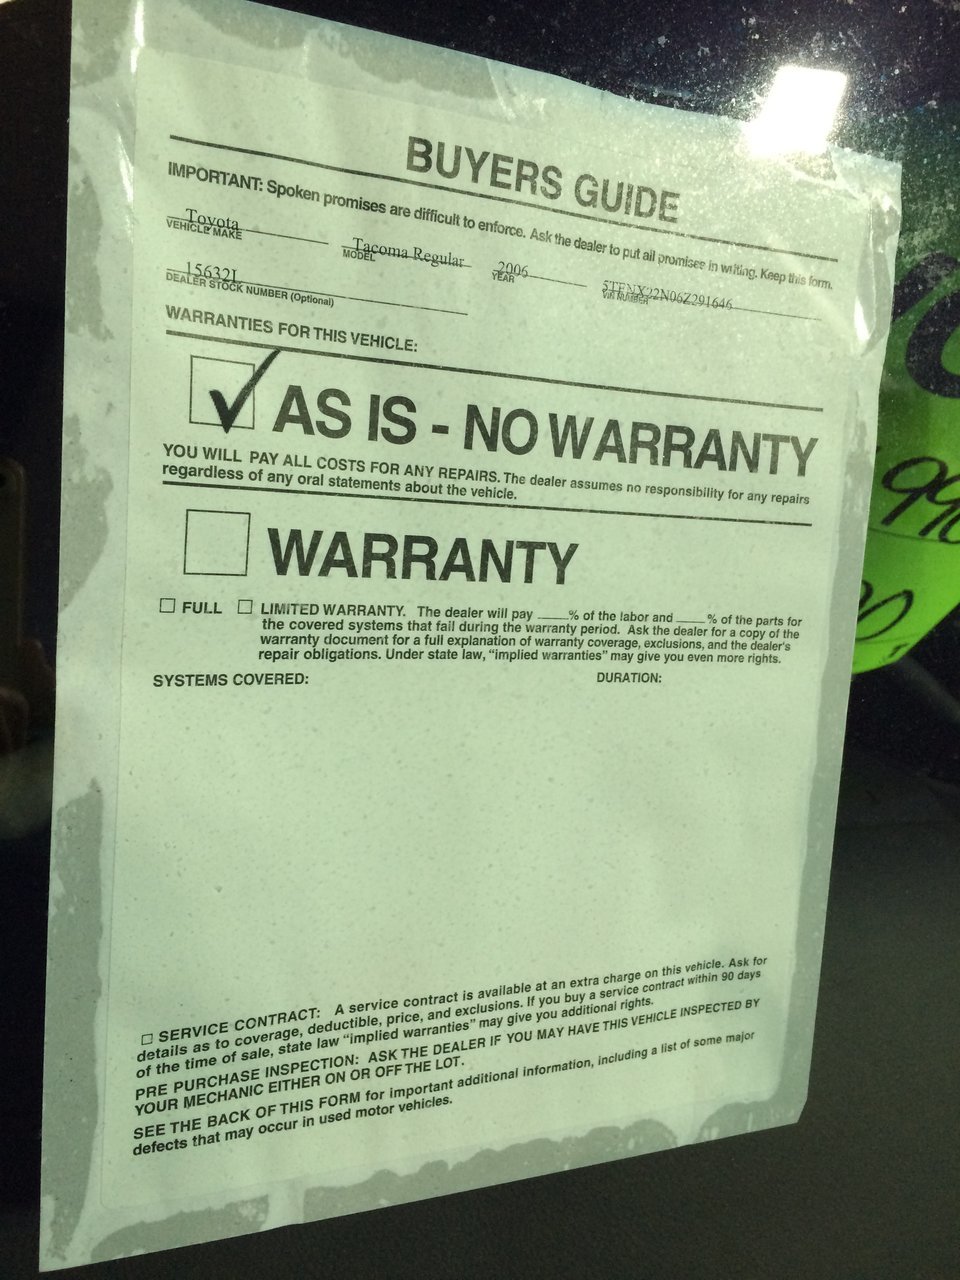 BUYERS GUIDE
IMPORTANT: Spoken promises are difficult to enforce. Ask the dealer to put all promises in writing. Keep this form.
Toyota Tacoma Regular 2006 5TENX22N06Z291646
VEHICLE MAKE MODEL YEAR VIN NUMBER
15632L
DEALER STOCK NUMBER (Optional)
WARRANTIES FOR THIS VEHICLE:
AS IS - NO WARRANTY
YOU WILL PAY ALL COSTS FOR ANY REPAIRS. The dealer assumes no responsibility for any repairs
regardless of any oral statements about the vehicle.
WARRANTY
FULL LIMITED WARRANTY. The dealer will pay ____% of the labor and ____% of the parts for
the covered systems that fail during the warranty period. Ask the dealer for a copy of the
warranty document for a full explanation of warranty coverage, exclusions, and the dealer's
repair obligations. Under state law, "implied warranties" may give you even more rights.
SYSTEMS COVERED: DURATION:
SERVICE CONTRACT: A service contract is available at an extra charge on this vehicle. Ask for
details as to coverage, deductible, price, and exclusions. If you buy a service contract within 90 days
of the time of sale, state law "implied warranties" may give you additional rights.
PRE PURCHASE INSPECTION: ASK THE DEALER IF YOU MAY HAVE THIS VEHICLE INSPECTED BY
YOUR MECHANIC EITHER ON OR OFF THE LOT.
SEE THE BACK OF THIS FORM for important additional information, including a list of some major
defects that may occur in used motor vehicles.